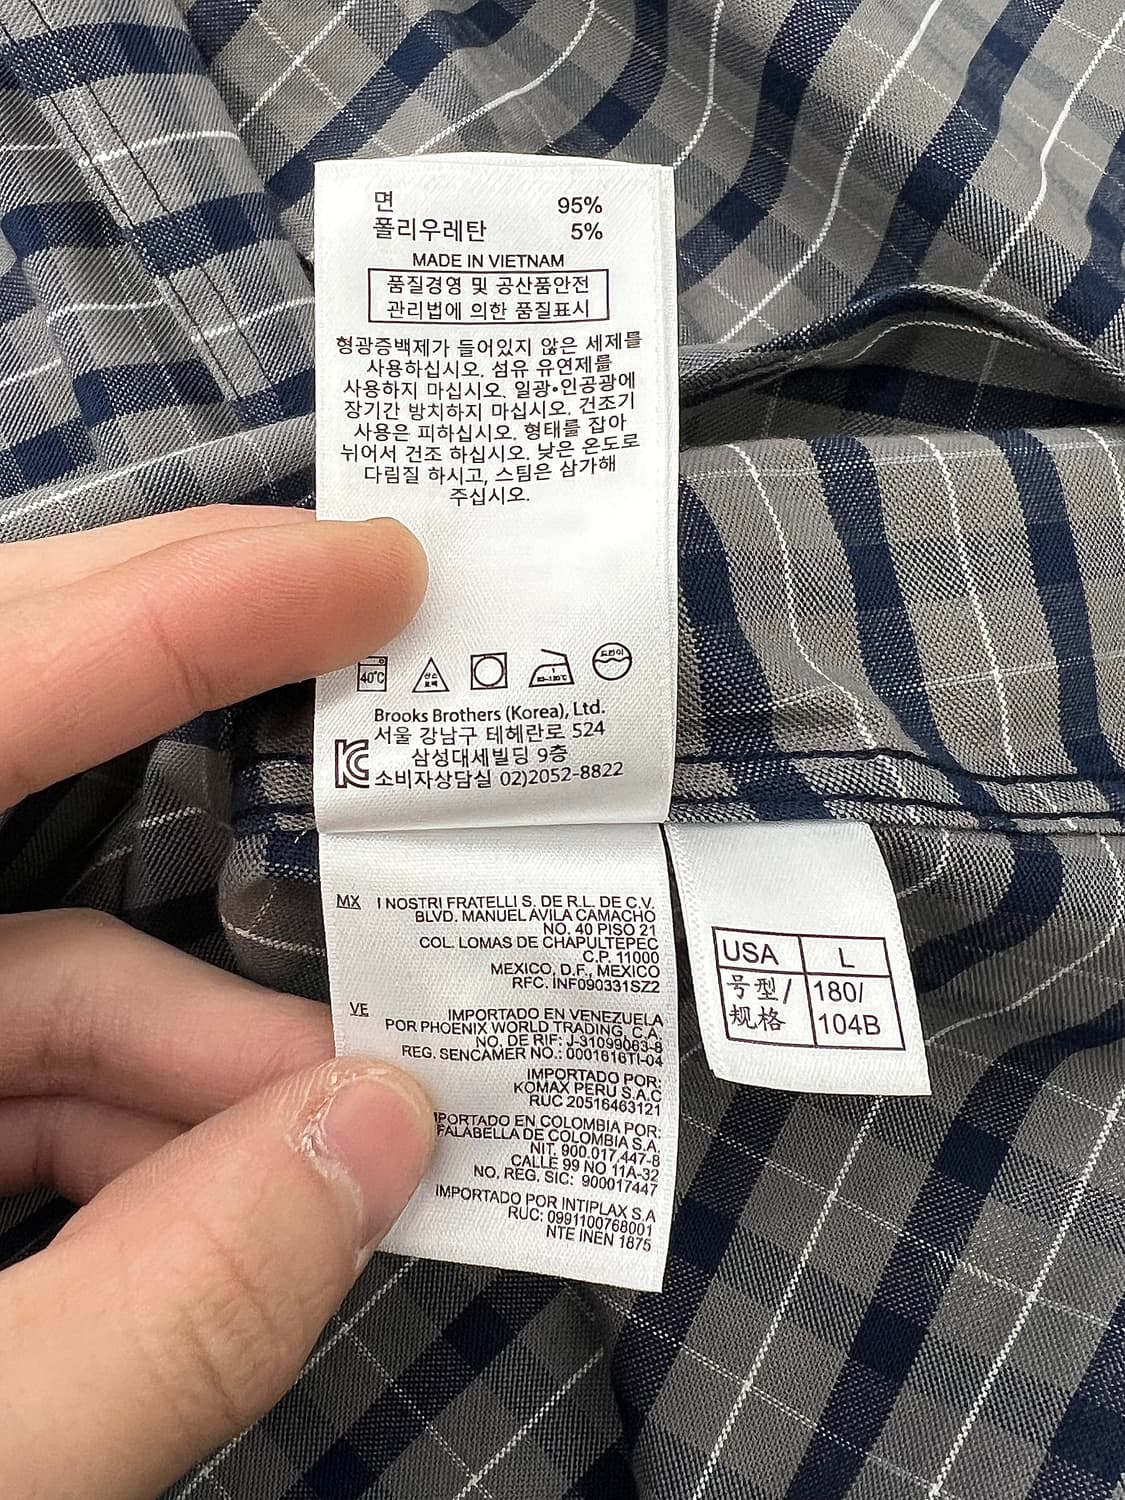 면 95%
폴리우레탄 5%
MADE IN VIETNAM
품질경영 및 공산품안전
관리법에 의한 품질표시
형광증백제가 들어있지 않은 세제를
사용하십시오. 섬유 유연제를
사용하지 마십시오. 일광•인공광에
장기간 방치하지 마십시오. 건조기
사용은 피하십시오. 형태를 잡아
뉘어서 건조 하십시오. 낮은 온도로
다림질 하시고, 스팀은 삼가해
주십시오.
40°C
산소
표백
드라이
Brooks Brothers (Korea), Ltd.
서울 강남구 테헤란로 524
삼성대세빌딩 9층
소비자상담실 02)2052-8822
MX I NOSTRI FRATELLI S. DE R.L. DE C.V.
BLVD. MANUEL AVILA CAMACHO
NO. 40 PISO 21
COL. LOMAS DE CHAPULTEPEC
C.P. 11000
MEXICO, D.F., MEXICO
RFC. INF090331SZ2
VE IMPORTADO EN VENEZUELA
POR PHOENIX WORLD TRADING, C.A.
NO. DE RIF: J-31099063-8
REG. SENCAMER NO.: 0001616TI-04
IMPORTADO POR:
KOMAX PERU S.A.C
RUC 20516463121
PORTADO EN COLOMBIA POR:
FALABELLA DE COLOMBIA S.A.
NIT. 900.017.447-8
CALLE 99 NO 11A-32
NO. REG. SIC: 900017447
IMPORTADO POR INTIPLAX S.A
RUC: 0991100768001
NTE INEN 1875
USA L
号型/ 180/
规格 104B